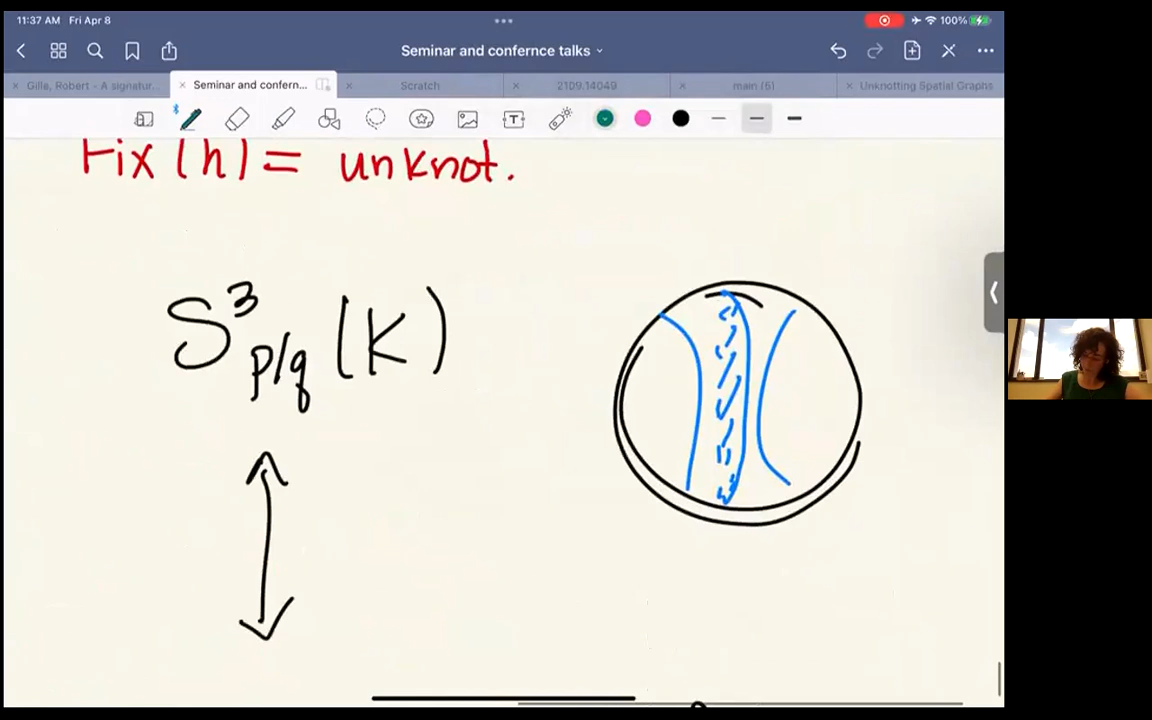 11:37 AM Fri Apr 8
100%
Seminar and confernce talks
Gille, Robert - A signatur...
Seminar and confern...
Scratch
2109.14049
main (6)
Unknotting Spatial Graphs
Fix (h) = unknot.
S³p/q (K)